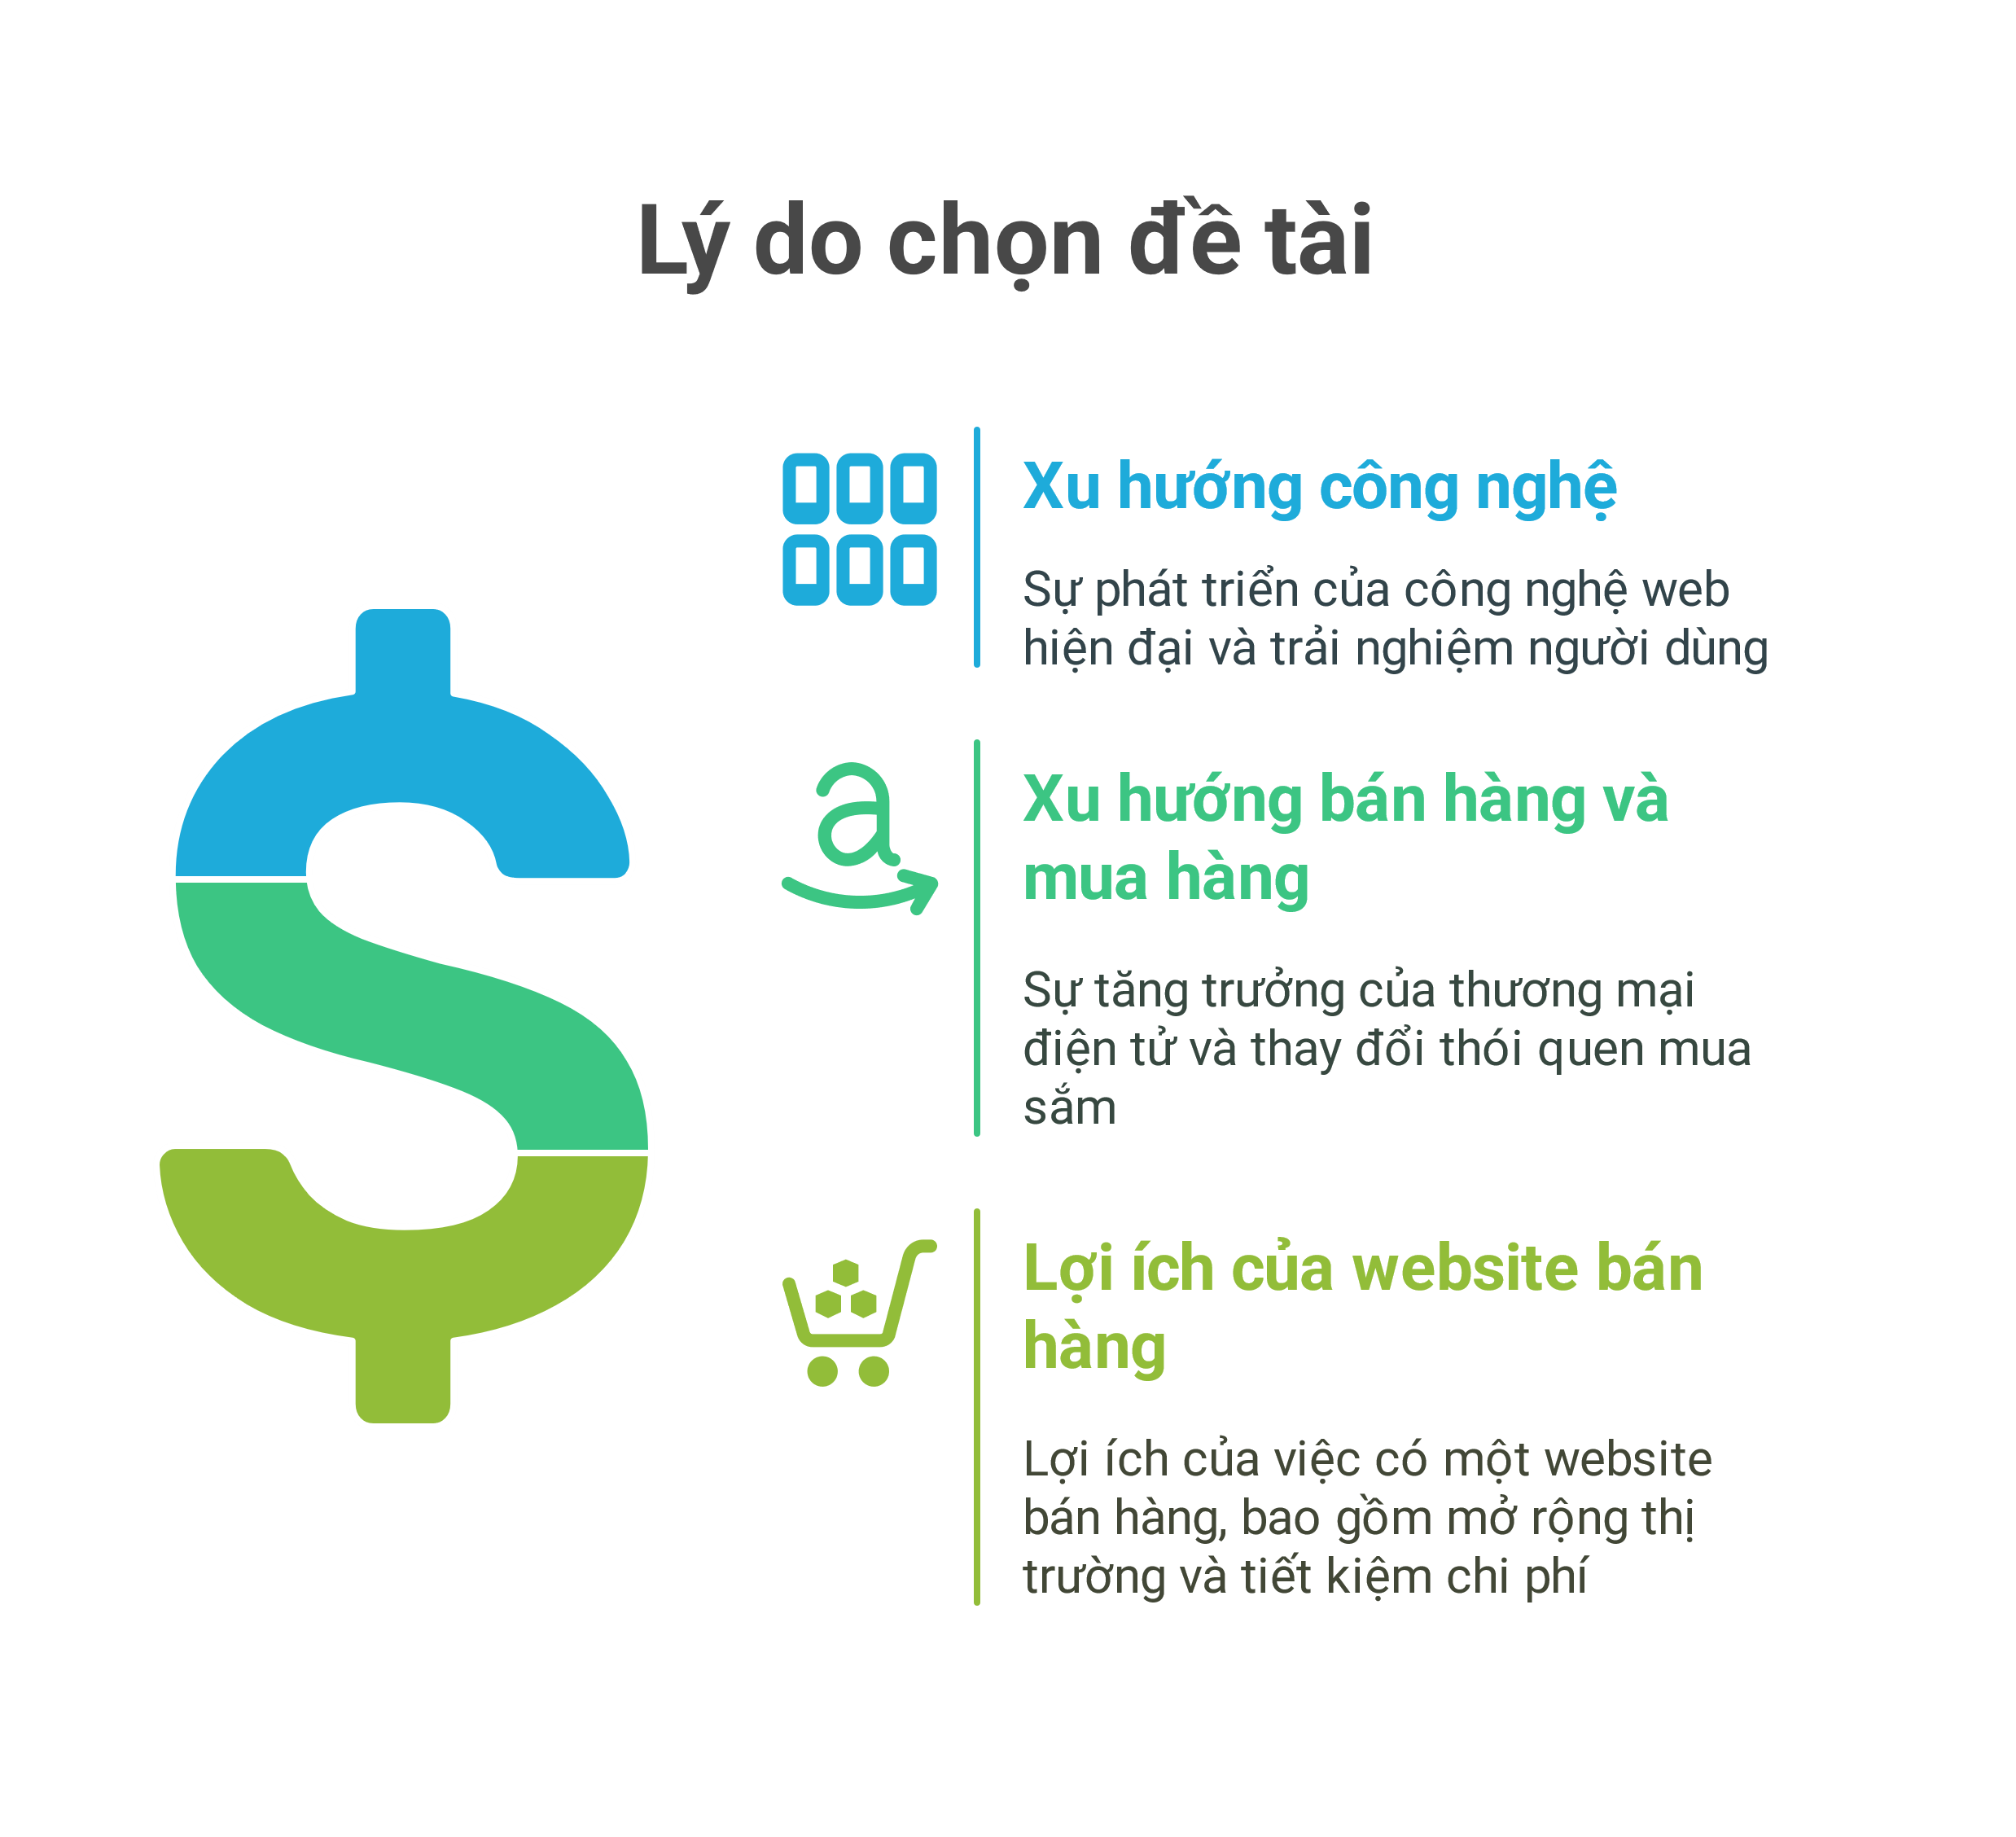 Lý do chọn đề tài
Xu hướng công nghệ
Sự phát triển của công nghệ web
hiện đại và trải nghiệm người dùng
Xu hướng bán hàng và
mua hàng
Sự tăng trưởng của thương mại
điện tử và thay đổi thói quen mua
sắm
Lợi ích của website bán
hàng
Lợi ích của việc có một website
bán hàng, bao gồm mở rộng thị
trường và tiết kiệm chi phí